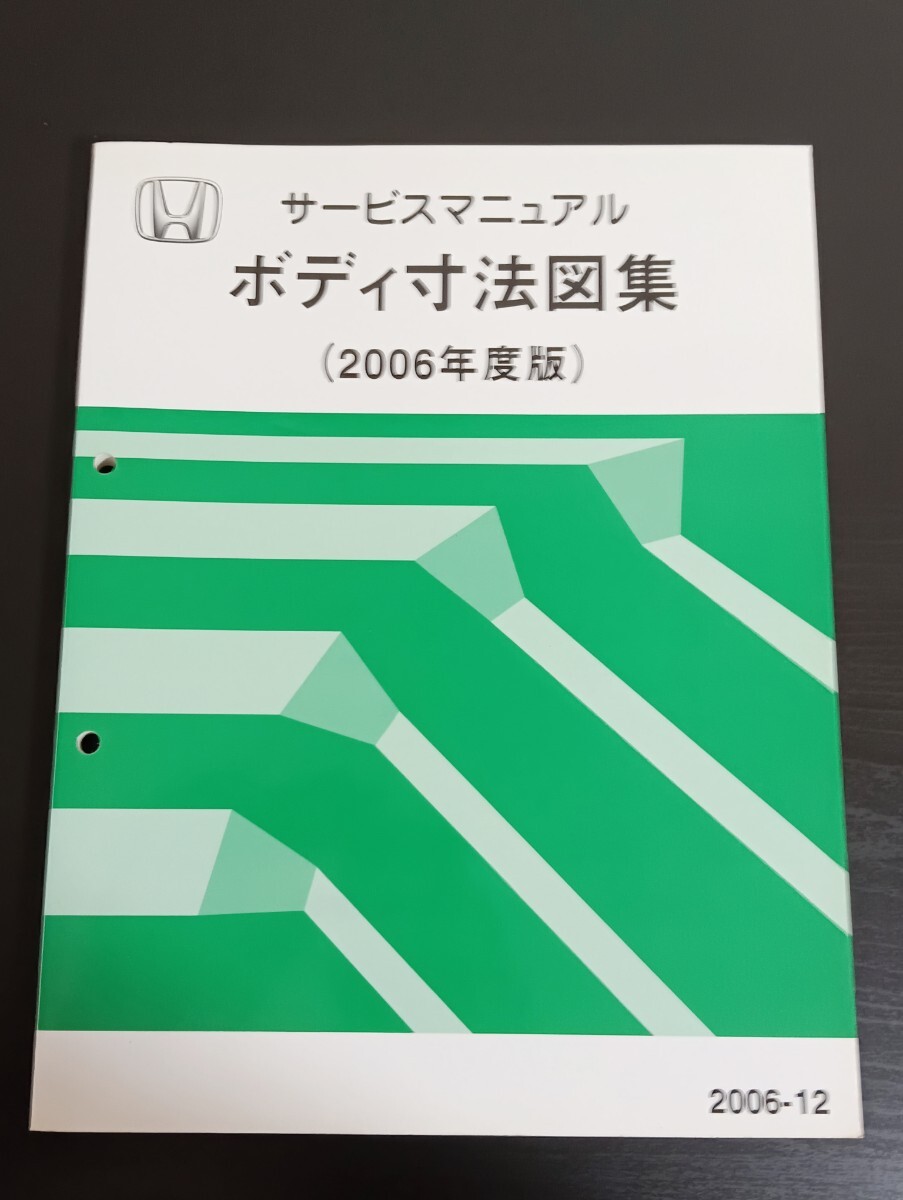 サービスマニュアル
ボディ寸法図集
(2006年度版)
2006-12